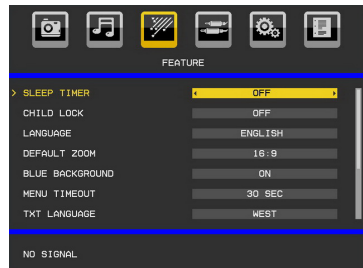 FEATURE
> SLEEP TIMER OFF
CHILD LOCK OFF
LANGUAGE ENGLISH
DEFAULT ZOOM 16:9
BLUE BACKGROUND ON
MENU TIMEOUT 30 SEC
TXT LANGUAGE WEST
NO SIGNAL